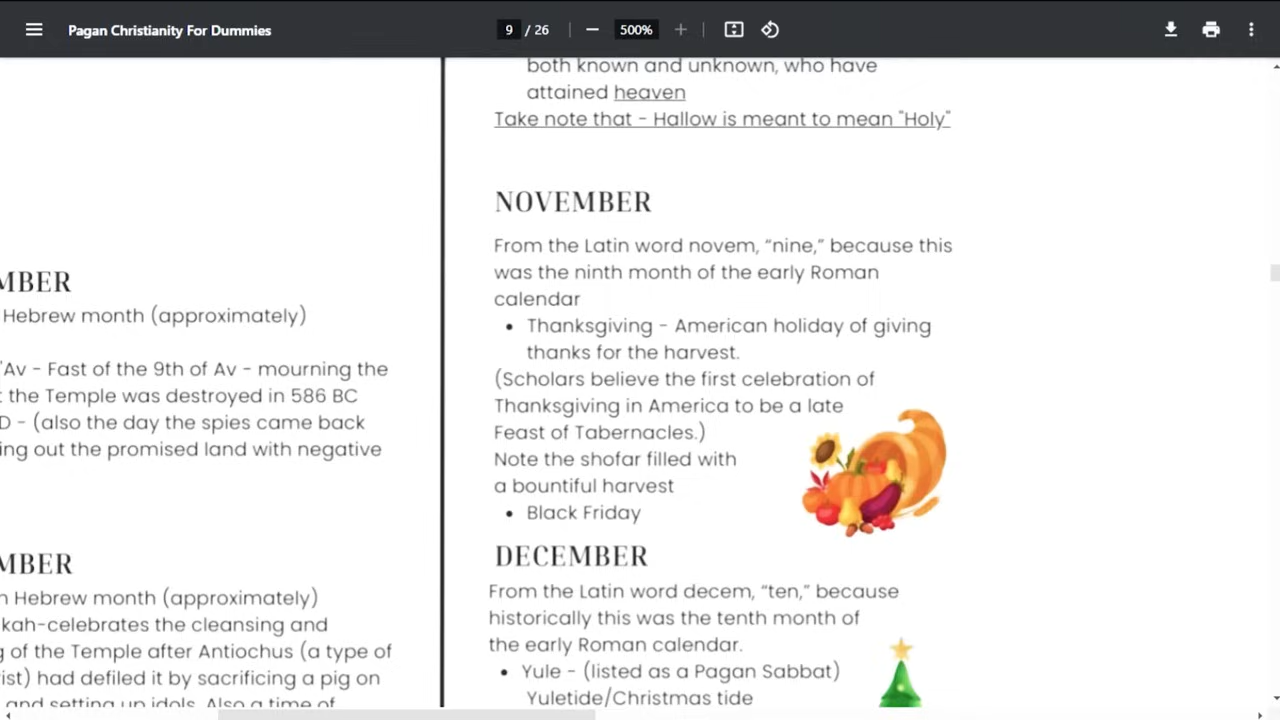 Pagan Christianity For Dummies
9 / 26
500%
MBER
Hebrew month (approximately)
'Av - Fast of the 9th of Av - mourning the
t the Temple was destroyed in 586 BC
D - (also the day the spies came back
ing out the promised land with negative
MBER
n Hebrew month (approximately)
kah-celebrates the cleansing and
g of the Temple after Antiochus (a type of
ist) had defiled it by sacrificing a pig on
and setting up idols. Also a time of
both known and unknown, who have
attained heaven
Take note that - Hallow is meant to mean "Holy"
NOVEMBER
From the Latin word novem, “nine,” because this
was the ninth month of the early Roman
calendar
• Thanksgiving - American holiday of giving
thanks for the harvest.
(Scholars believe the first celebration of
Thanksgiving in America to be a late
Feast of Tabernacles.)
Note the shofar filled with
a bountiful harvest
• Black Friday
DECEMBER
From the Latin word decem, “ten,” because
historically this was the tenth month of
the early Roman calendar.
• Yule - (listed as a Pagan Sabbat)
Yuletide/Christmas tide